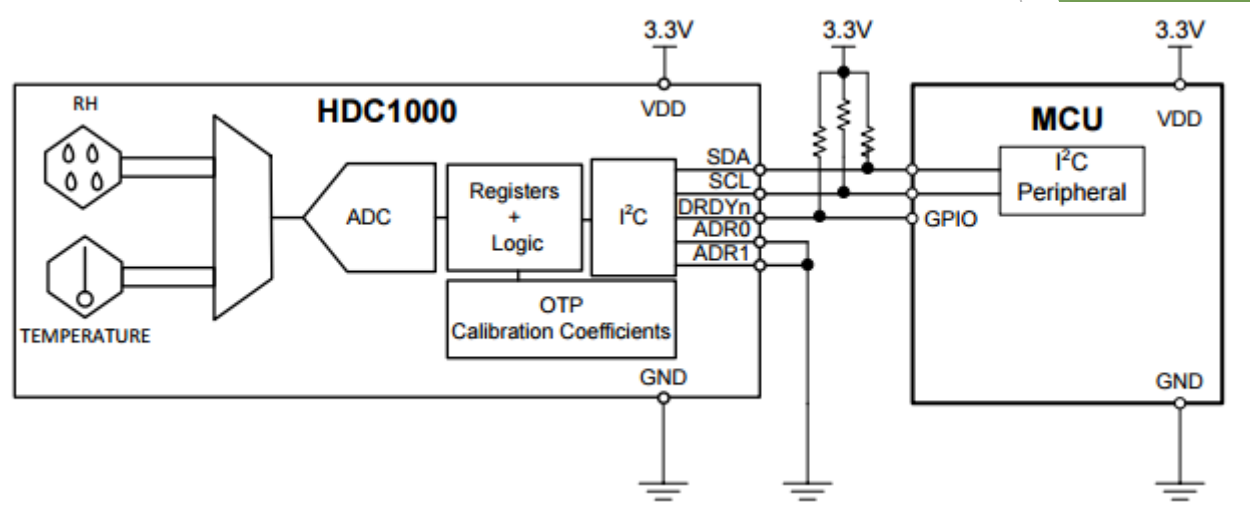 3.3V
3.3V
3.3V
RH
HDC1000
VDD
MCU
VDD
SDA
SCL
DRDYn
ADR0
ADR1
ADC
Registers
+
Logic
I²C
I²C
Peripheral
GPIO
TEMPERATURE
OTP
Calibration Coefficients
GND
GND